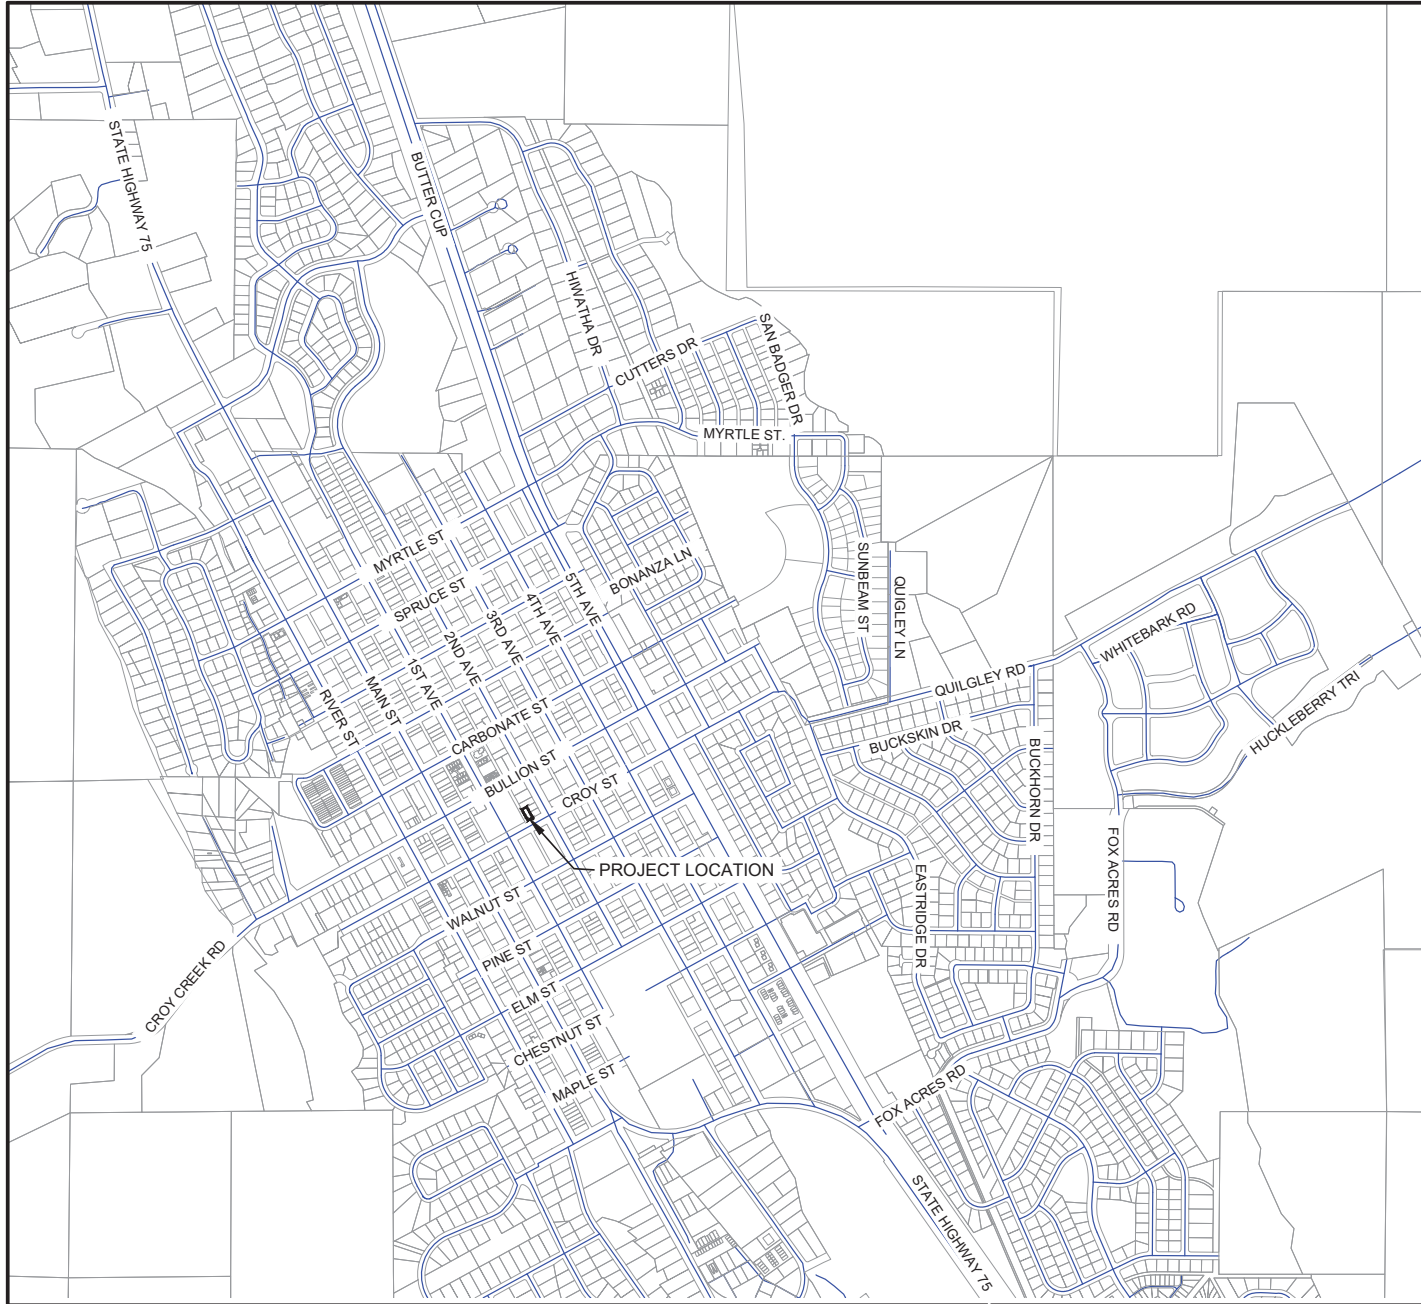 STATE HIGHWAY 75
BUTTER CUP
HIWATHA DR
CUTTERS DR
SAN BADGER DR
MYRTLE ST.
MYRTLE ST
SPRUCE ST
5TH AVE
BONANZA LN
4TH AVE
3RD AVE
2ND AVE
1ST AVE
MAIN ST
RIVER ST
SUNBEAM ST
QUIGLEY LN
WHITEBARK RD
QUILGLEY RD
HUCKLEBERRY TRl
CARBONATE ST
BUCKSKIN DR
BUCKHORN DR
BULLION ST
CROY ST
PROJECT LOCATION
FOX ACRES RD
EASTRIDGE DR
WALNUT ST
PINE ST
CROY CREEK RD
ELM ST
CHESTNUT ST
MAPLE ST
FOX ACRES RD
STATE HIGHWAY 75